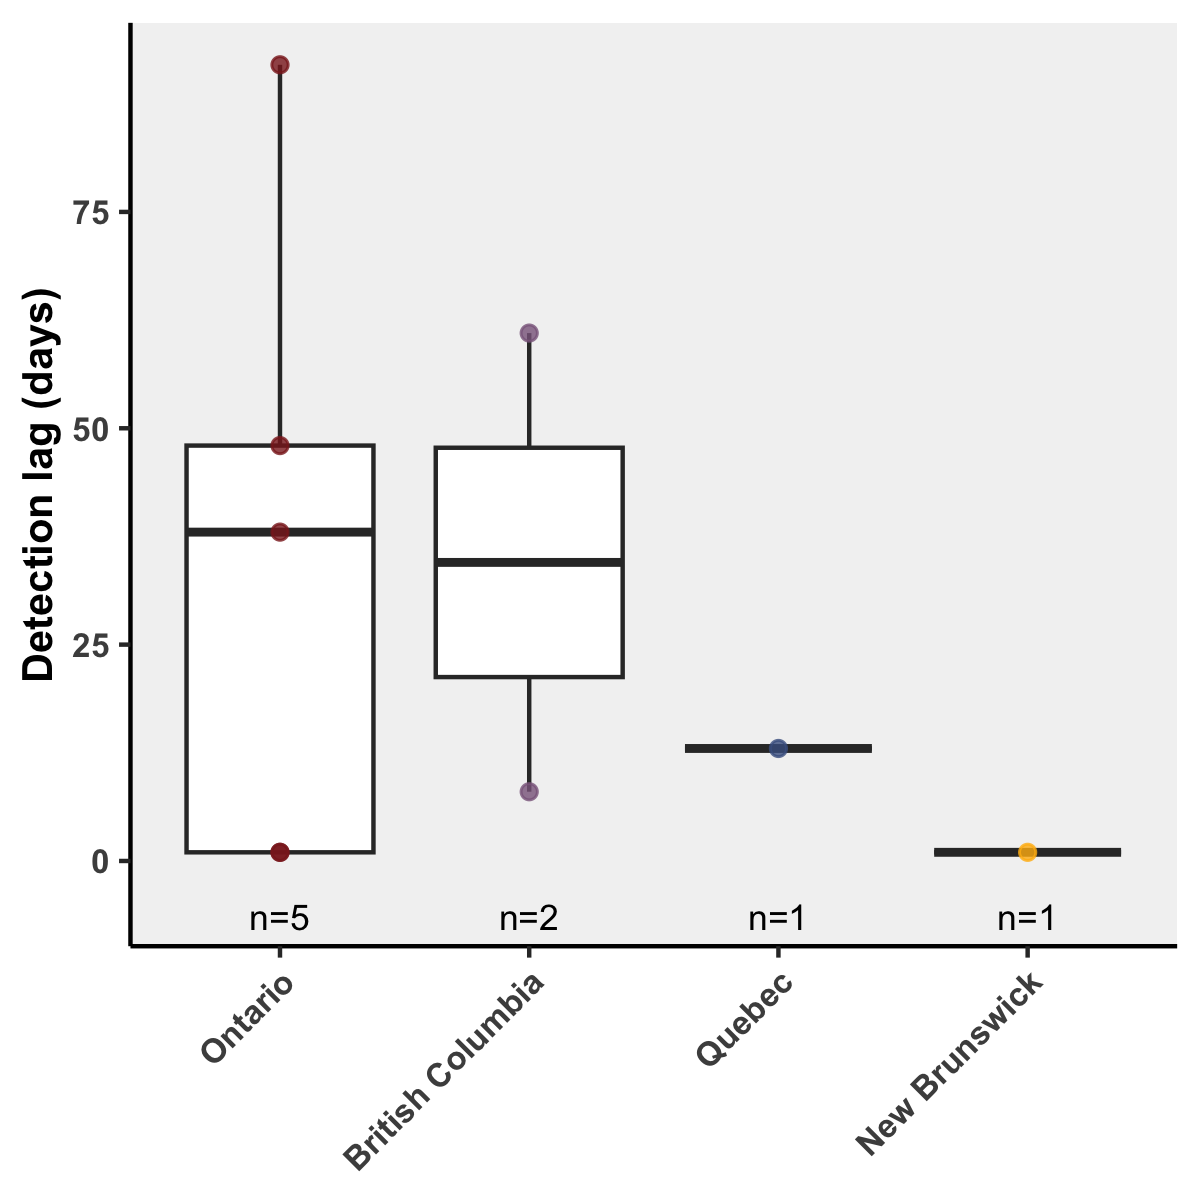 Detection lag (days)
75
50
25
0
n=5
n=2
n=1
n=1
Ontario
British Columbia
Quebec
New Brunswick